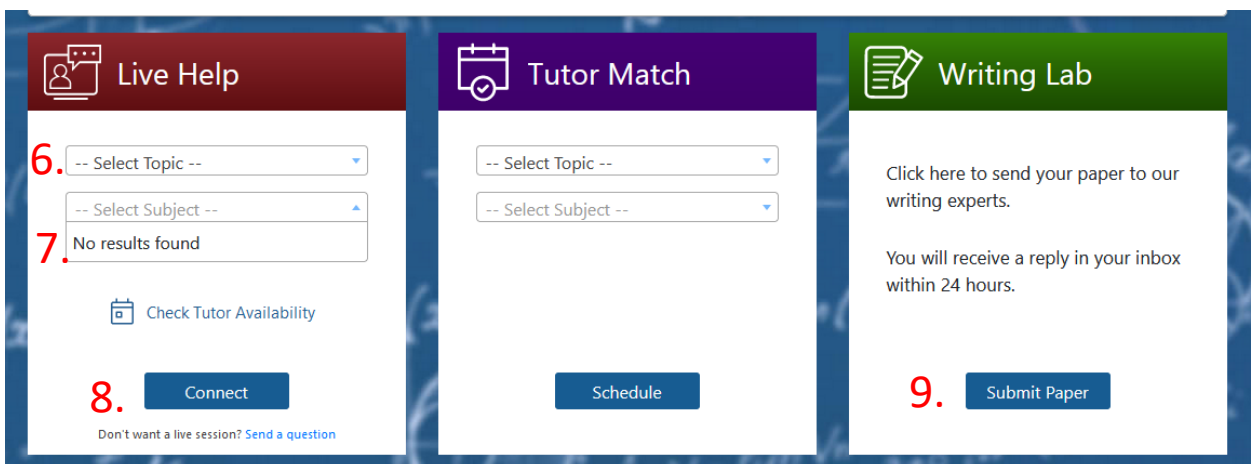 Live Help
6.
-- Select Topic --
-- Select Subject --
7.
No results found
Check Tutor Availability
8.
Connect
Don't want a live session? Send a question
Tutor Match
-- Select Topic --
-- Select Subject --
Schedule
Writing Lab
Click here to send your paper to our
writing experts.
You will receive a reply in your inbox
within 24 hours.
9.
Submit Paper